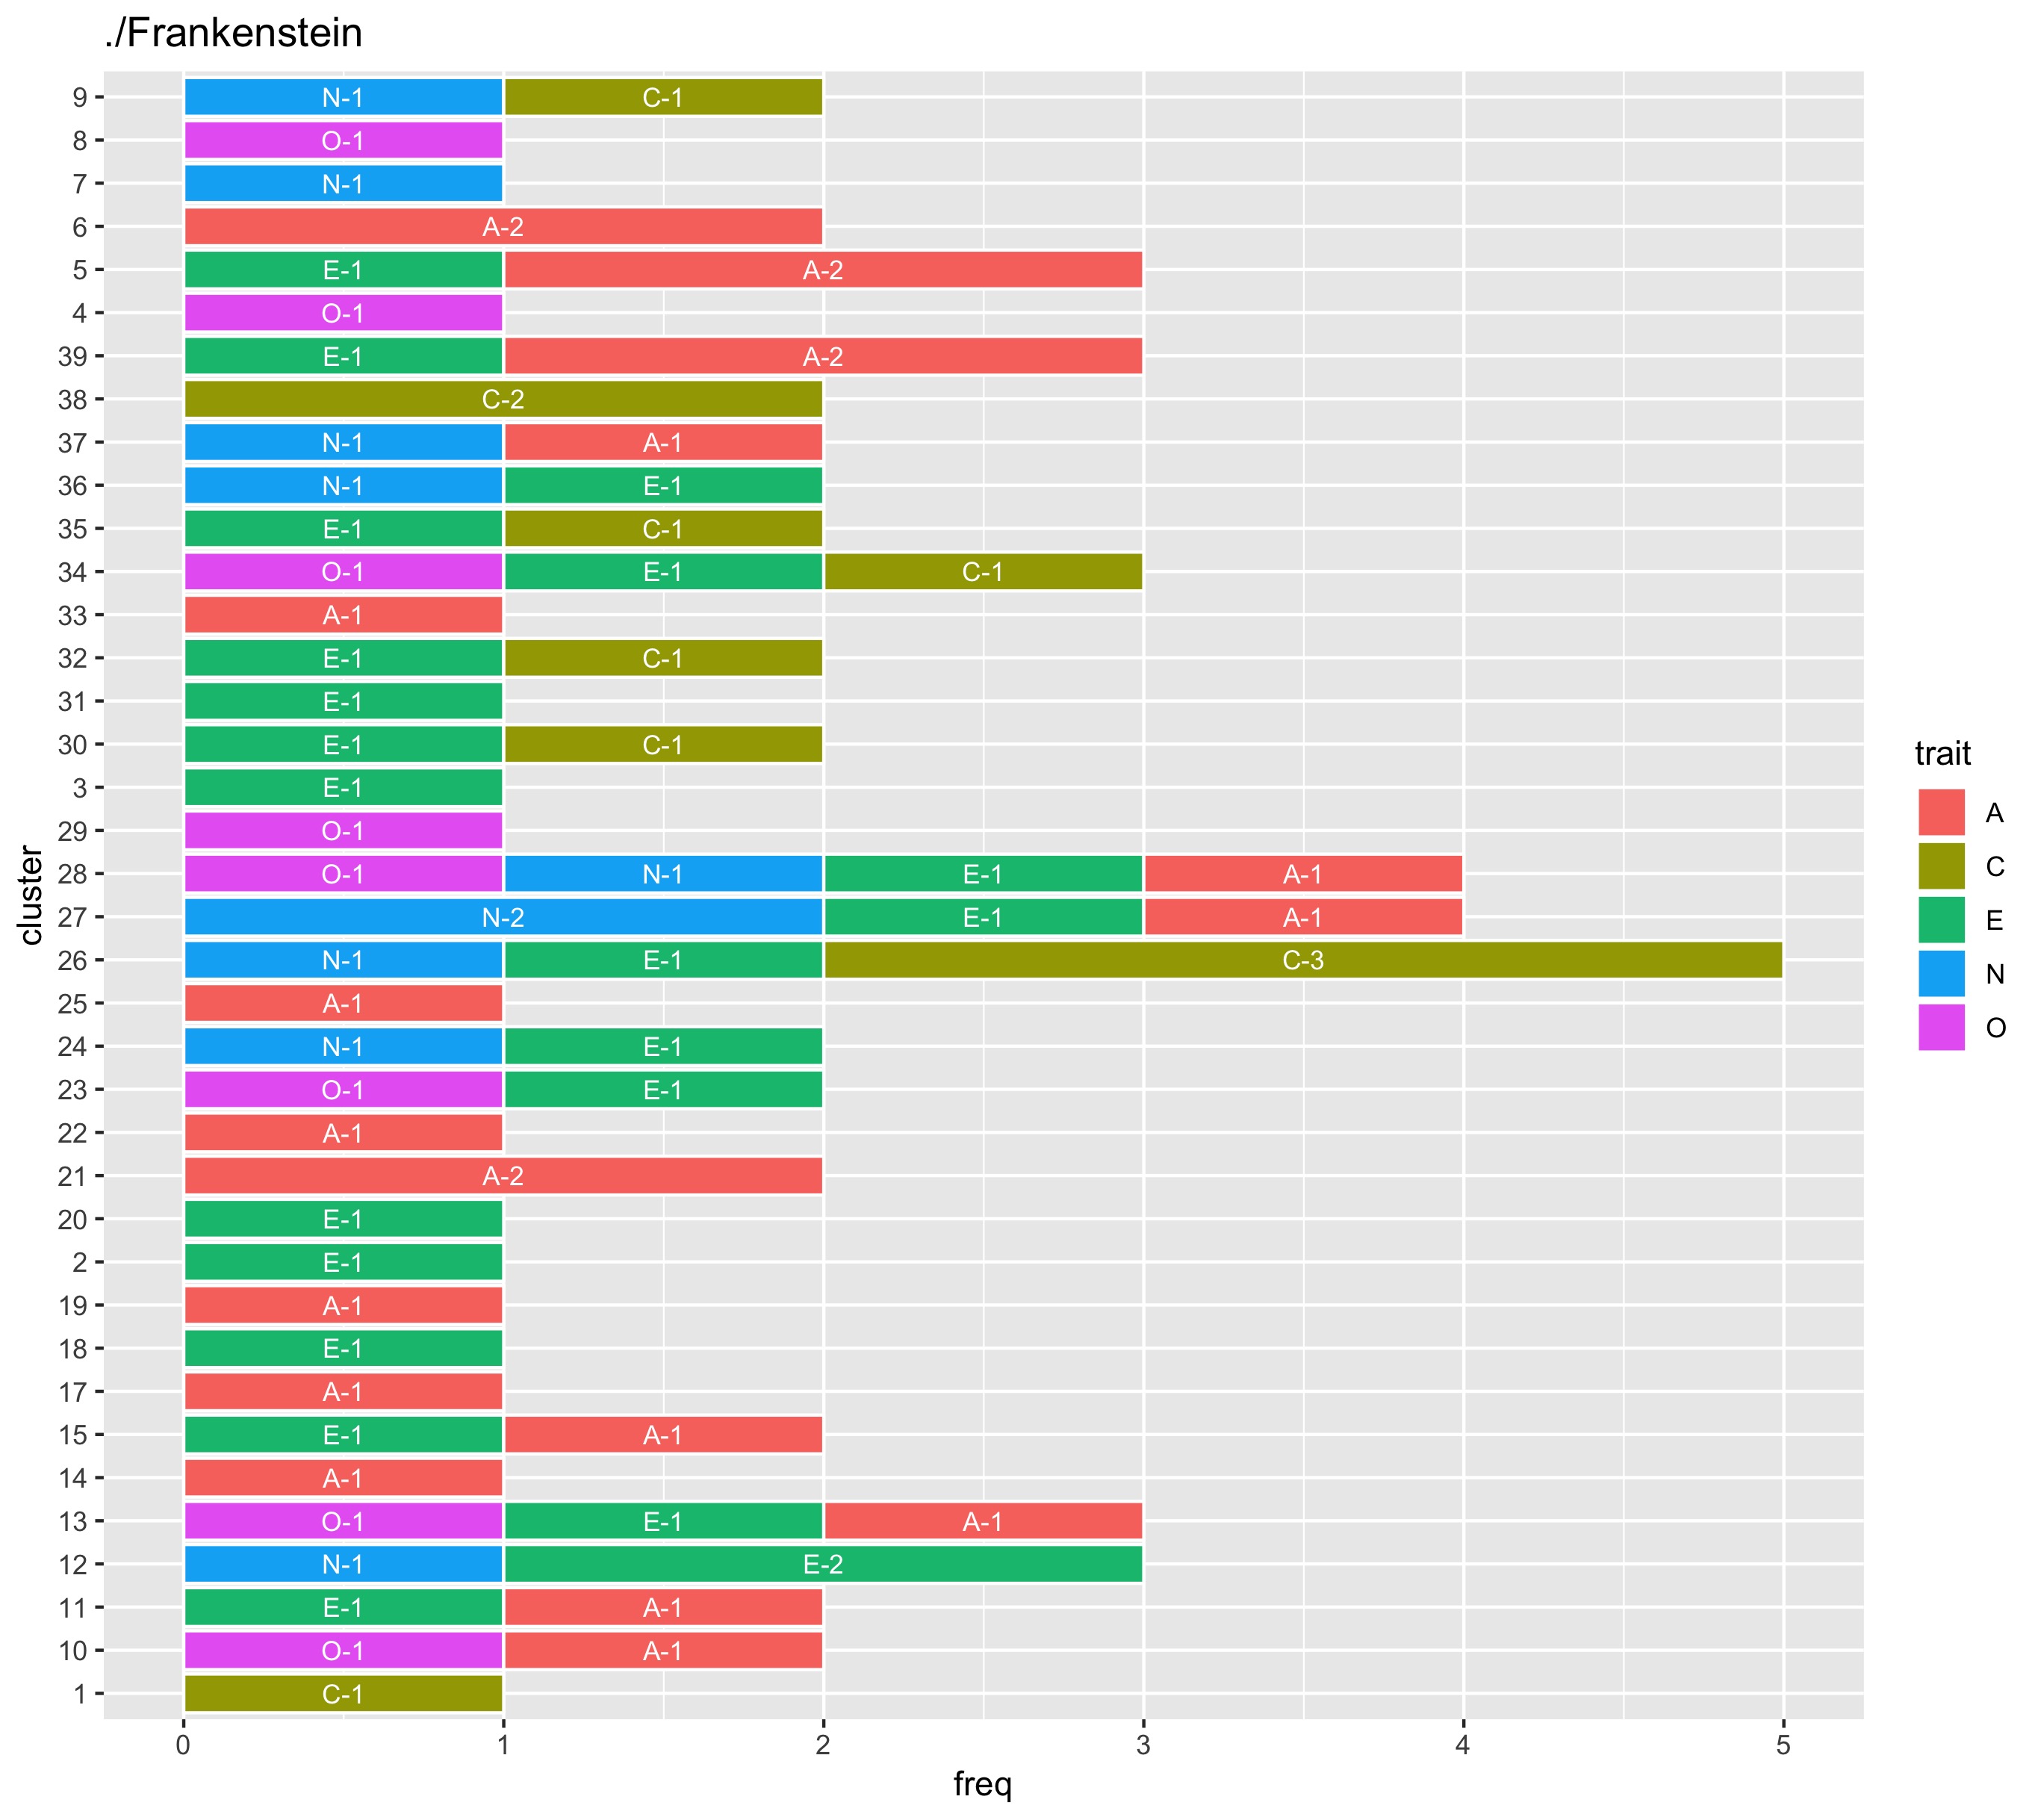 ./Frankenstein
cluster
9 N-1 C-1
8 O-1
7 N-1
6 A-2
5 E-1 A-2
4 O-1
39 E-1 A-2
38 C-2
37 N-1 A-1
36 N-1 E-1
35 E-1 C-1
34 O-1 E-1 C-1
33 A-1
32 E-1 C-1
31 E-1
30 E-1 C-1
3 E-1
29 O-1
28 O-1 N-1 E-1 A-1
27 N-2 E-1 A-1
26 N-1 E-1 C-3
25 A-1
24 N-1 E-1
23 O-1 E-1
22 A-1
21 A-2
20 E-1
2 E-1
19 A-1
18 E-1
17 A-1
15 E-1 A-1
14 A-1
13 O-1 E-1 A-1
12 N-1 E-2
11 E-1 A-1
10 O-1 A-1
1 C-1
0 1 2 3 4 5
freq
trait
A
C
E
N
O